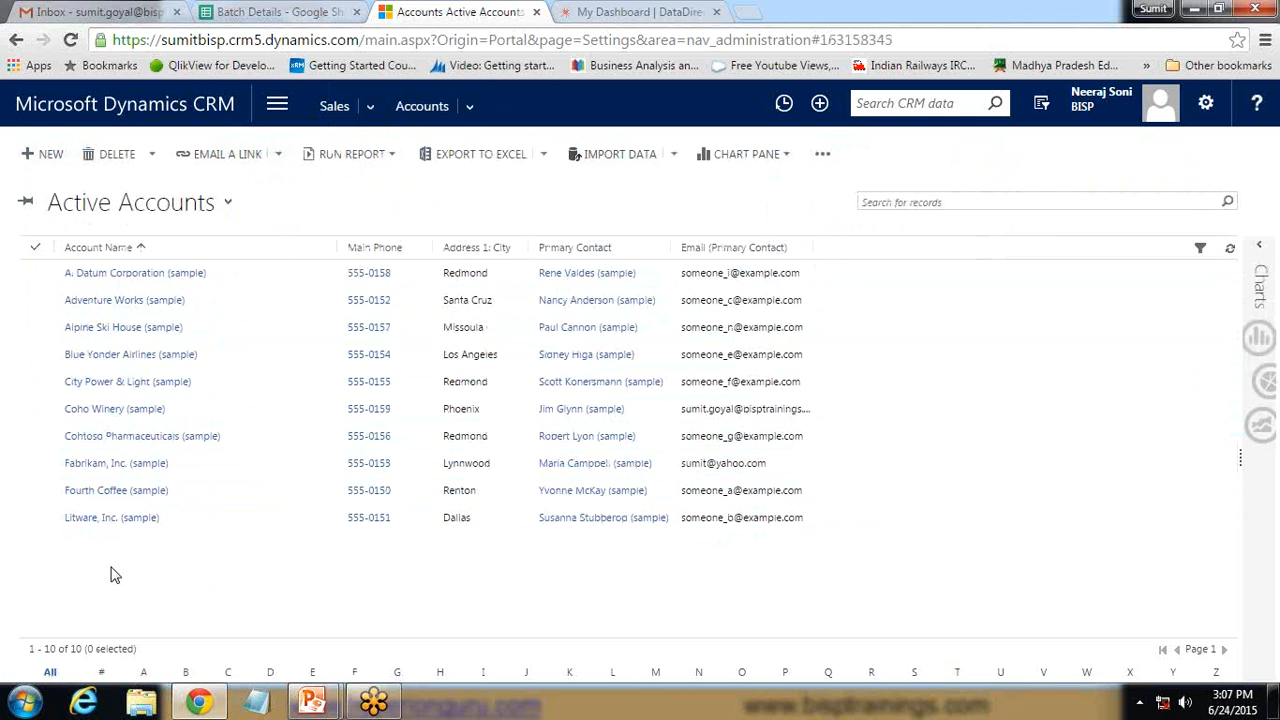 Inbox - sumit.goyal@bisp
Batch Details - Google Sh
Accounts Active Accounts
My Dashboard | DataDire
Sumit
https://sumitbisp.crm5.dynamics.com/main.aspx?Origin=Portal&page=Settings&area=nav_administration#163158345
Apps
Bookmarks
QlikView for Develo...
Getting Started Cou...
Video: Getting start...
Business Analysis an...
Free Youtube Views,...
Indian Railways IRC...
Madhya Pradesh Ed...
»
Other bookmarks
Microsoft Dynamics CRM
Sales
Accounts
Search CRM data
Neeraj Soni
BISP
?
NEW
DELETE
EMAIL A LINK
RUN REPORT
EXPORT TO EXCEL
IMPORT DATA
CHART PANE
Active Accounts
Search for records
Account Name Main Phone Address 1: City Primary Contact Email (Primary Contact)
A. Datum Corporation (sample) 555-0158 Redmond Rene Valdes (sample) someone_i@example.com
Adventure Works (sample) 555-0152 Santa Cruz Nancy Anderson (sample) someone_c@example.com
Alpine Ski House (sample) 555-0157 Missoula Paul Cannon (sample) someone_n@example.com
Blue Yonder Airlines (sample) 555-0154 Los Angeles Sidney Higa (sample) someone_e@example.com
City Power & Light (sample) 555-0155 Redmond Scott Konersmann (sample) someone_f@example.com
Coho Winery (sample) 555-0159 Phoenix Jim Glynn (sample) sumit.goyal@bisptrainings....
Contoso Pharmaceuticals (sample) 555-0156 Redmond Robert Lyon (sample) someone_g@example.com
Fabrikam, Inc. (sample) 555-0153 Lynnwood Maria Campbell (sample) sumit@yahoo.com
Fourth Coffee (sample) 555-0150 Renton Yvonne McKay (sample) someone_a@example.com
Litware, Inc. (sample) 555-0151 Dallas Susanna Stubberod (sample) someone_b@example.com
Charts
1 - 10 of 10 (0 selected)
Page 1
All # A B C D E F G H I J K L M N O P Q R S T U V W X Y Z
www.bisptrainings.com
3:07 PM
6/24/2015